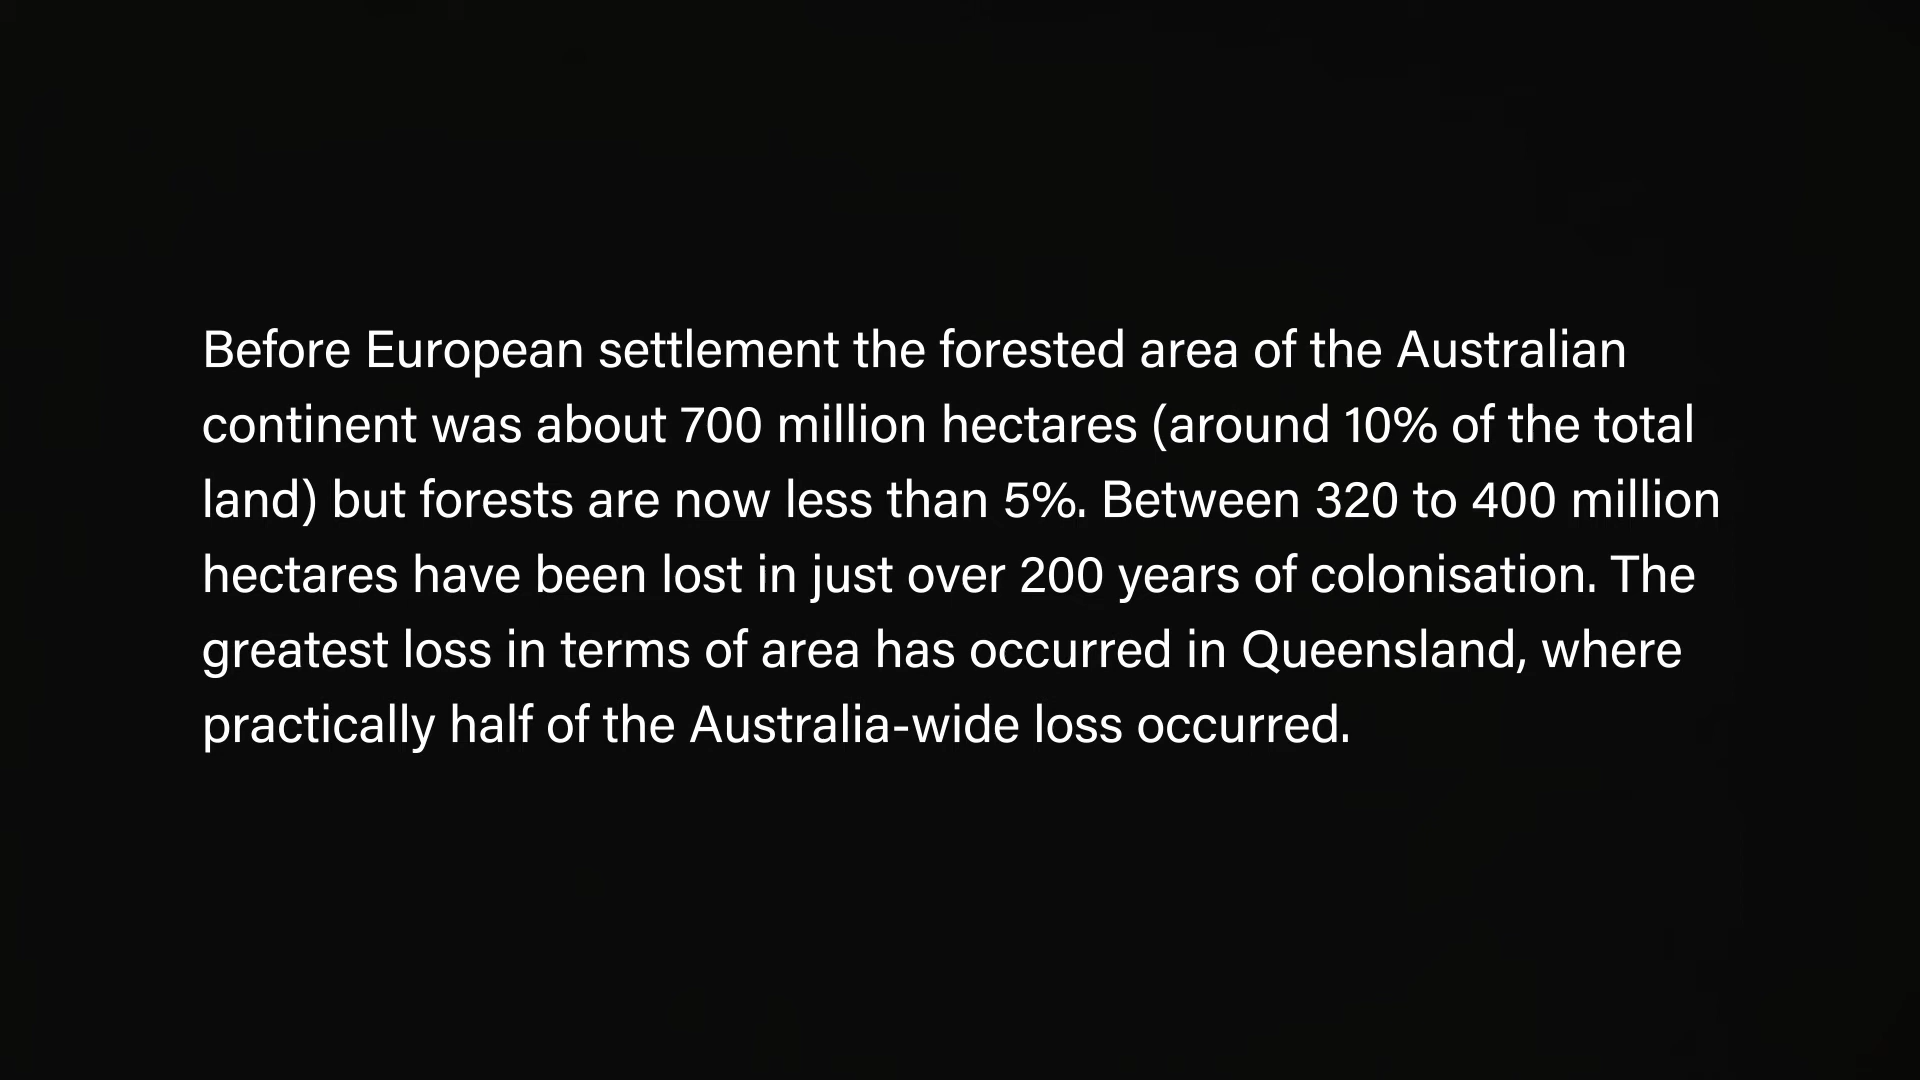 Before European settlement the forested area of the Australian
continent was about 700 million hectares (around 10% of the total
land) but forests are now less than 5%. Between 320 to 400 million
hectares have been lost in just over 200 years of colonisation. The
greatest loss in terms of area has occurred in Queensland, where
practically half of the Australia-wide loss occurred.